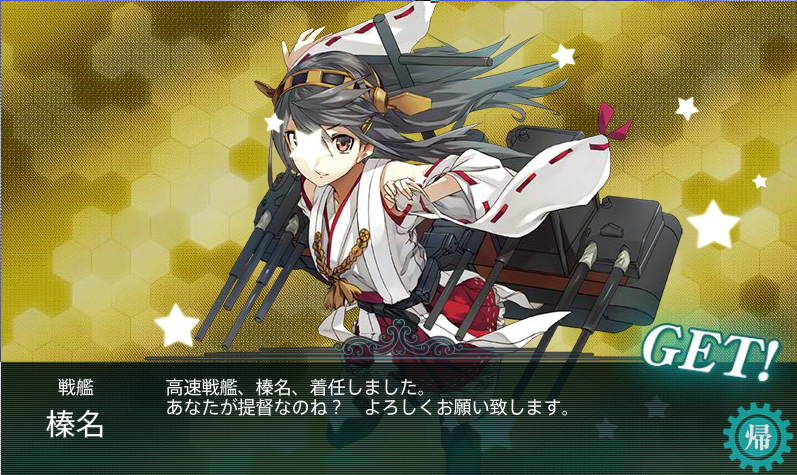 GET!
戦艦
榛名
高速戦艦、榛名、着任しました。
あなたが提督なのね？　よろしくお願い致します。
帰